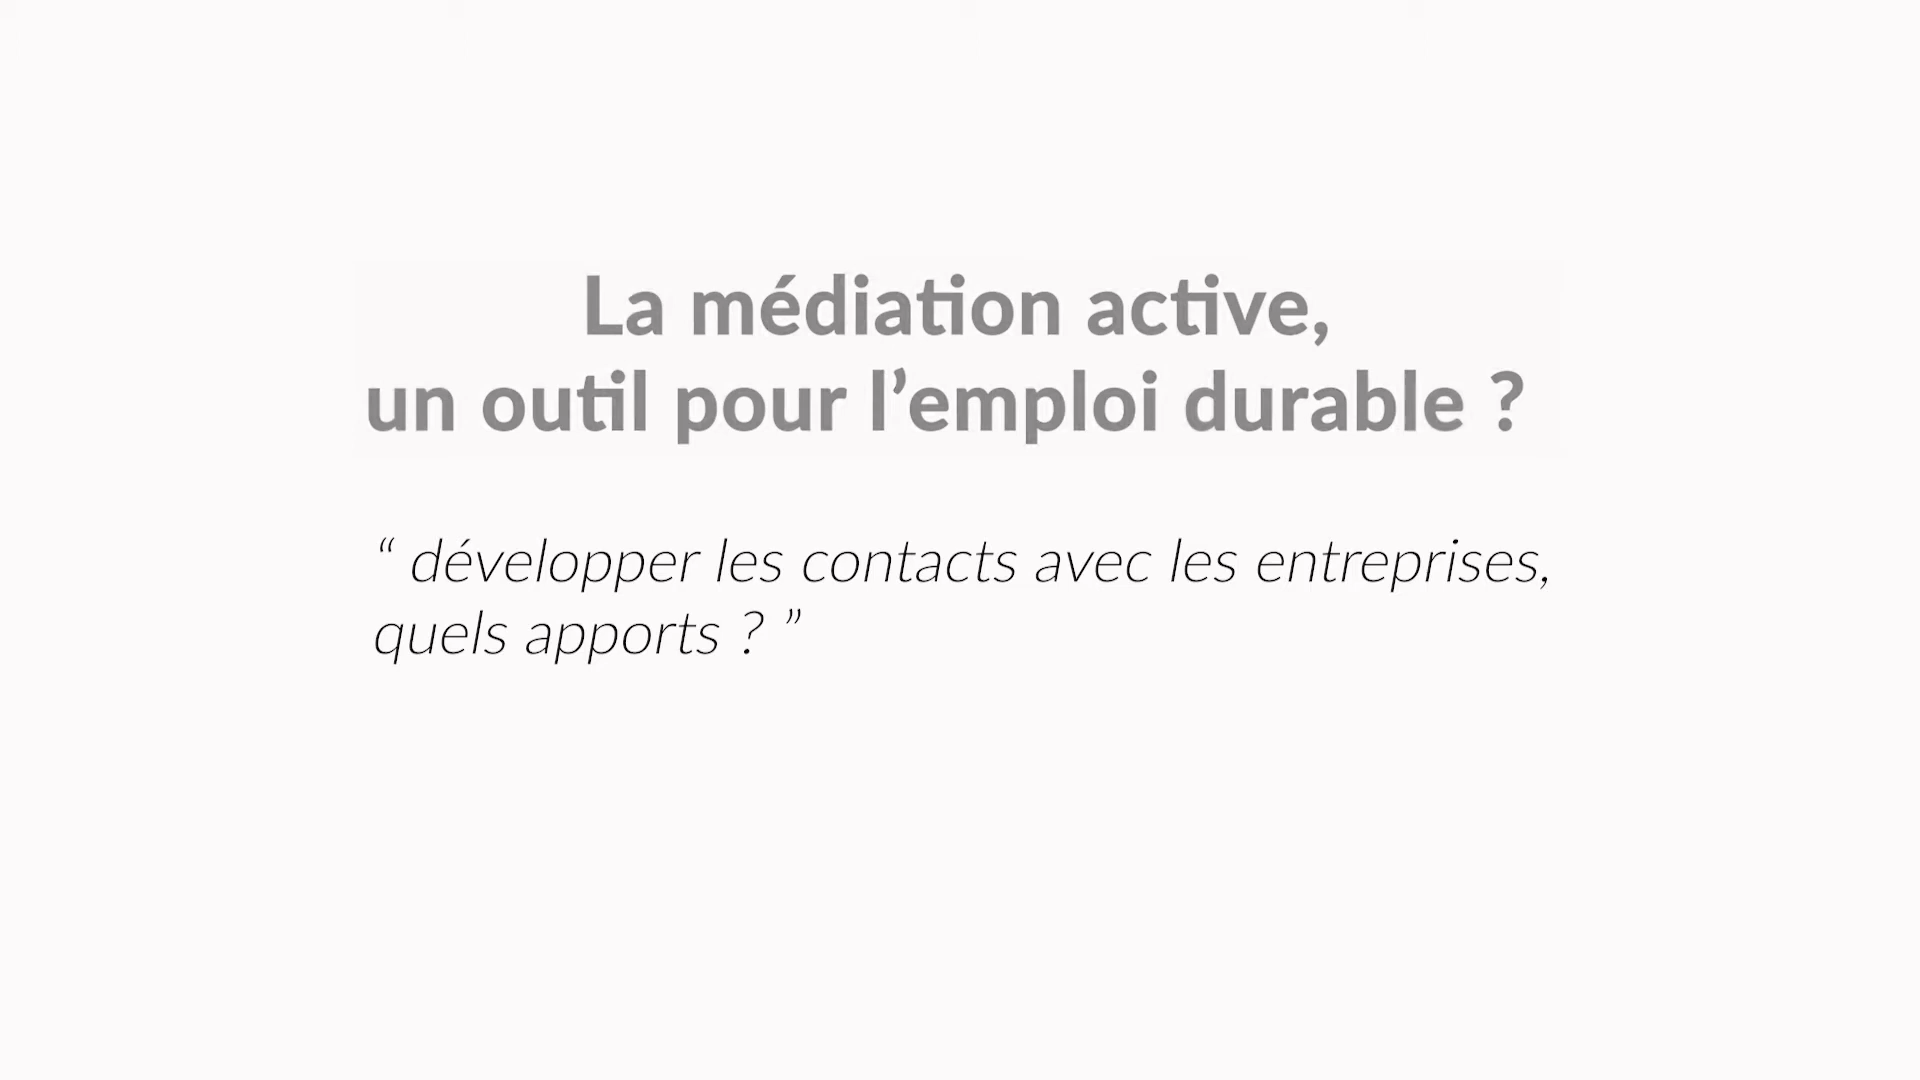 La médiation active,
un outil pour l’emploi durable ?
“ développer les contacts avec les entreprises,
quels apports ? ”